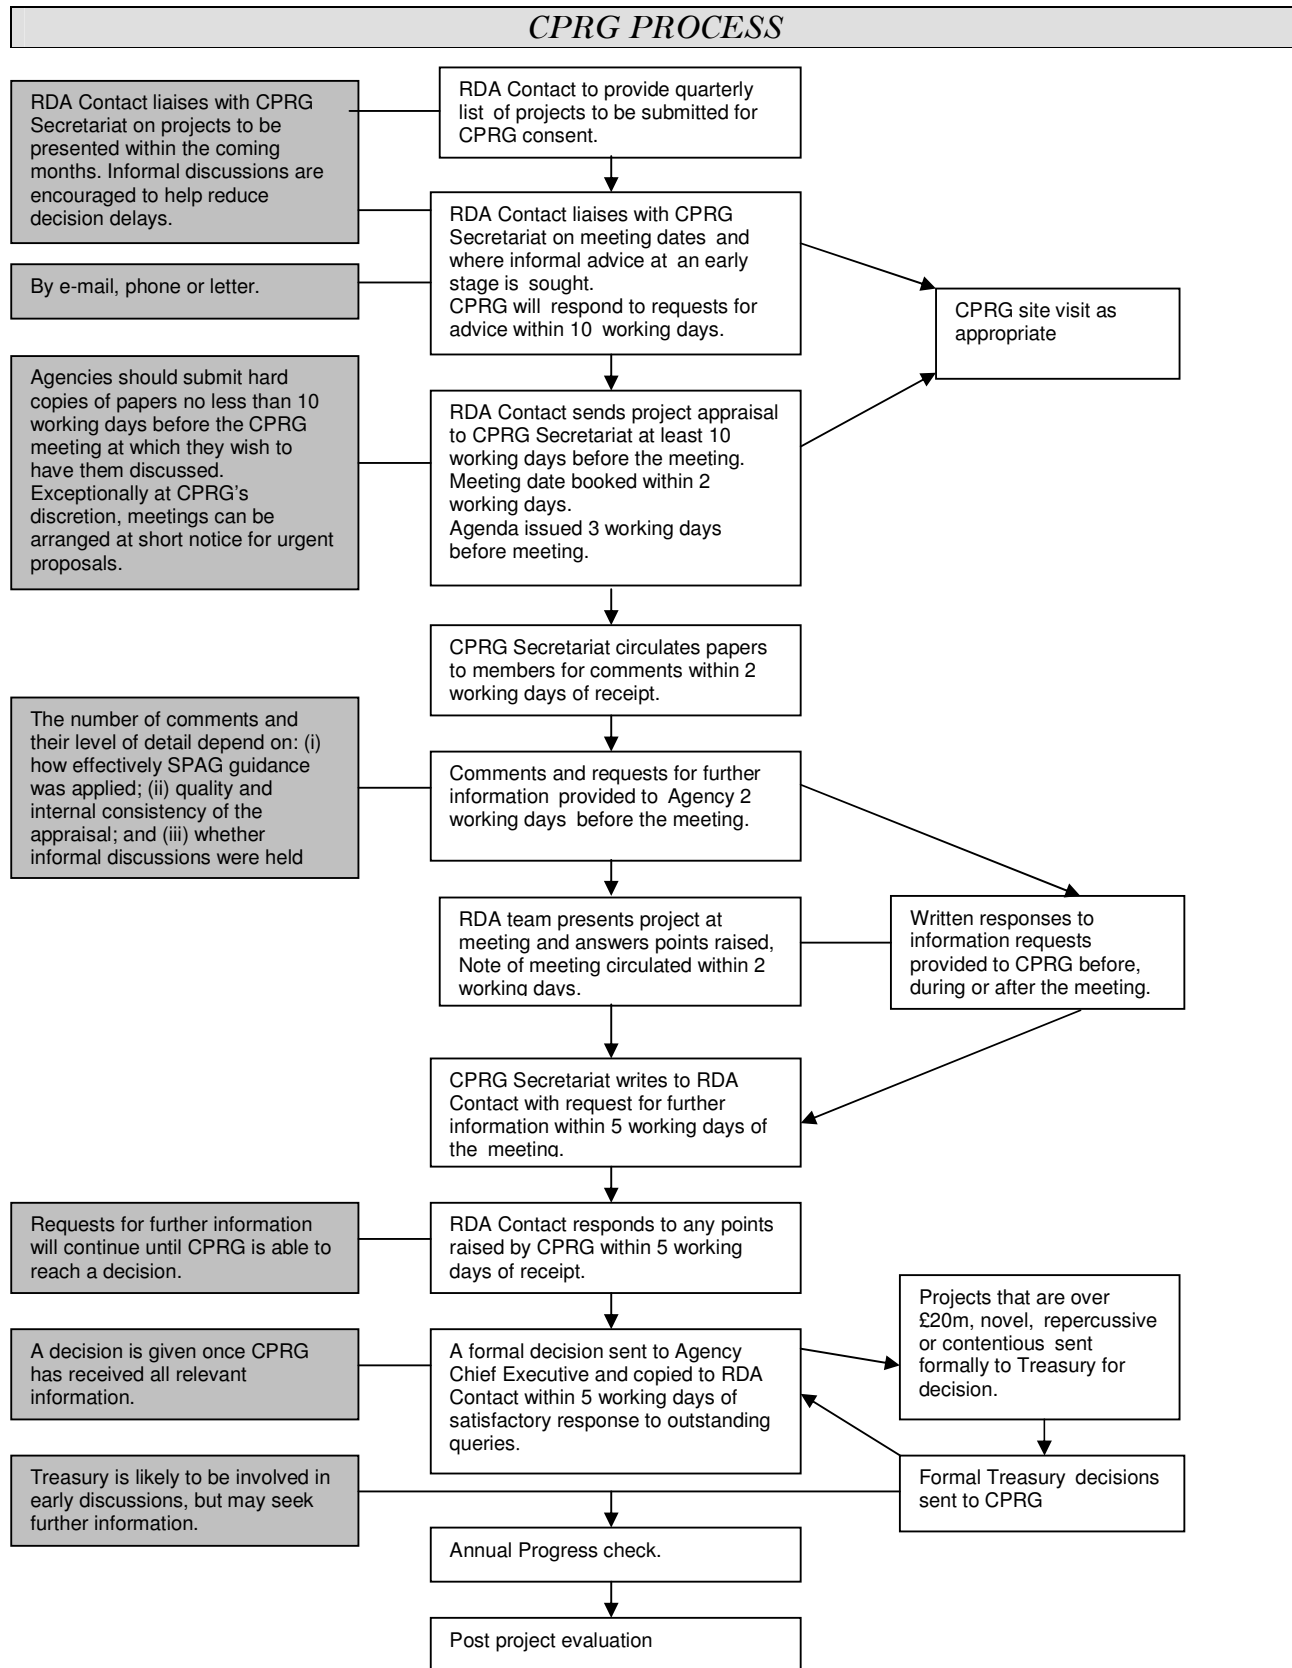 CPRG PROCESS
RDA Contact liaises with CPRG
Secretariat on projects to be
presented within the coming
months. Informal discussions are
encouraged to help reduce
decision delays.
RDA Contact to provide quarterly
list of projects to be submitted for
CPRG consent.
By e-mail, phone or letter.
RDA Contact liaises with CPRG
Secretariat on meeting dates and
where informal advice at an early
stage is sought.
CPRG will respond to requests for
advice within 10 working days.
CPRG site visit as
appropriate
Agencies should submit hard
copies of papers no less than 10
working days before the CPRG
meeting at which they wish to
have them discussed.
Exceptionally at CPRG’s
discretion, meetings can be
arranged at short notice for urgent
proposals.
RDA Contact sends project appraisal
to CPRG Secretariat at least 10
working days before the meeting.
Meeting date booked within 2
working days.
Agenda issued 3 working days
before meeting.
CPRG Secretariat circulates papers
to members for comments within 2
working days of receipt.
The number of comments and
their level of detail depend on: (i)
how effectively SPAG guidance
was applied; (ii) quality and
internal consistency of the
appraisal; and (iii) whether
informal discussions were held
Comments and requests for further
information provided to Agency 2
working days before the meeting.
RDA team presents project at
meeting and answers points raised,
Note of meeting circulated within 2
working days.
Written responses to
information requests
provided to CPRG before,
during or after the meeting.
CPRG Secretariat writes to RDA
Contact with request for further
information within 5 working days of
the meeting.
Requests for further information
will continue until CPRG is able to
reach a decision.
RDA Contact responds to any points
raised by CPRG within 5 working
days of receipt.
Projects that are over
£20m, novel, repercussive
or contentious sent
formally to Treasury for
decision.
A decision is given once CPRG
has received all relevant
information.
A formal decision sent to Agency
Chief Executive and copied to RDA
Contact within 5 working days of
satisfactory response to outstanding
queries.
Treasury is likely to be involved in
early discussions, but may seek
further information.
Formal Treasury decisions
sent to CPRG
Annual Progress check.
Post project evaluation